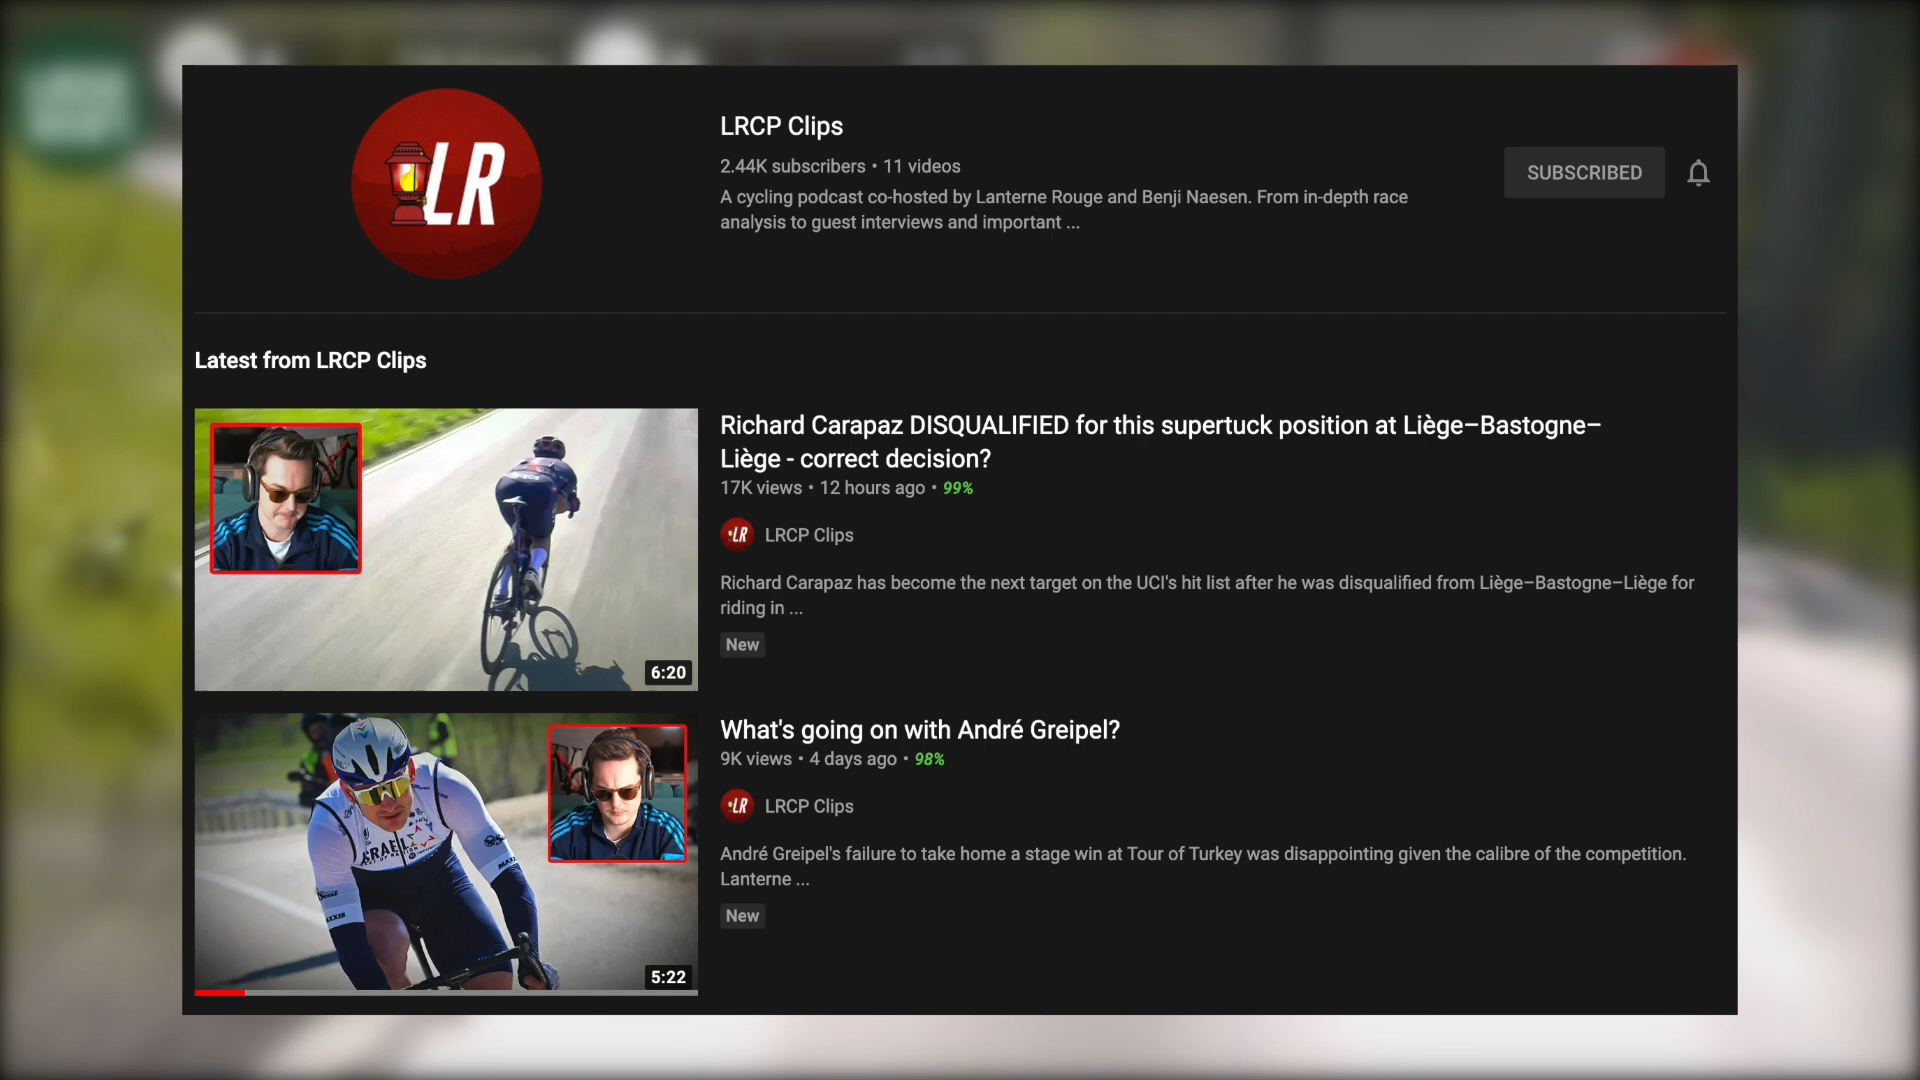 LR
LRCP Clips
2.44K subscribers • 11 videos
SUBSCRIBED
A cycling podcast co-hosted by Lanterne Rouge and Benji Naesen. From in-depth race
analysis to guest interviews and important ...
Latest from LRCP Clips
Richard Carapaz DISQUALIFIED for this supertuck position at Liège–Bastogne–
Liège - correct decision?
17K views • 12 hours ago • 99%
LR
LRCP Clips
Richard Carapaz has become the next target on the UCI's hit list after he was disqualified from Liège–Bastogne–Liège for
riding in ...
New
6:20
What's going on with André Greipel?
9K views • 4 days ago • 98%
LR
LRCP Clips
André Greipel's failure to take home a stage win at Tour of Turkey was disappointing given the calibre of the competition.
Lanterne ...
New
ISRAEL
MAXXIS
5:22